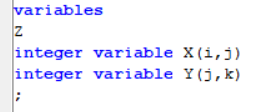 variables
Z
integer variable X(i,j)
integer variable Y(j,k)
;